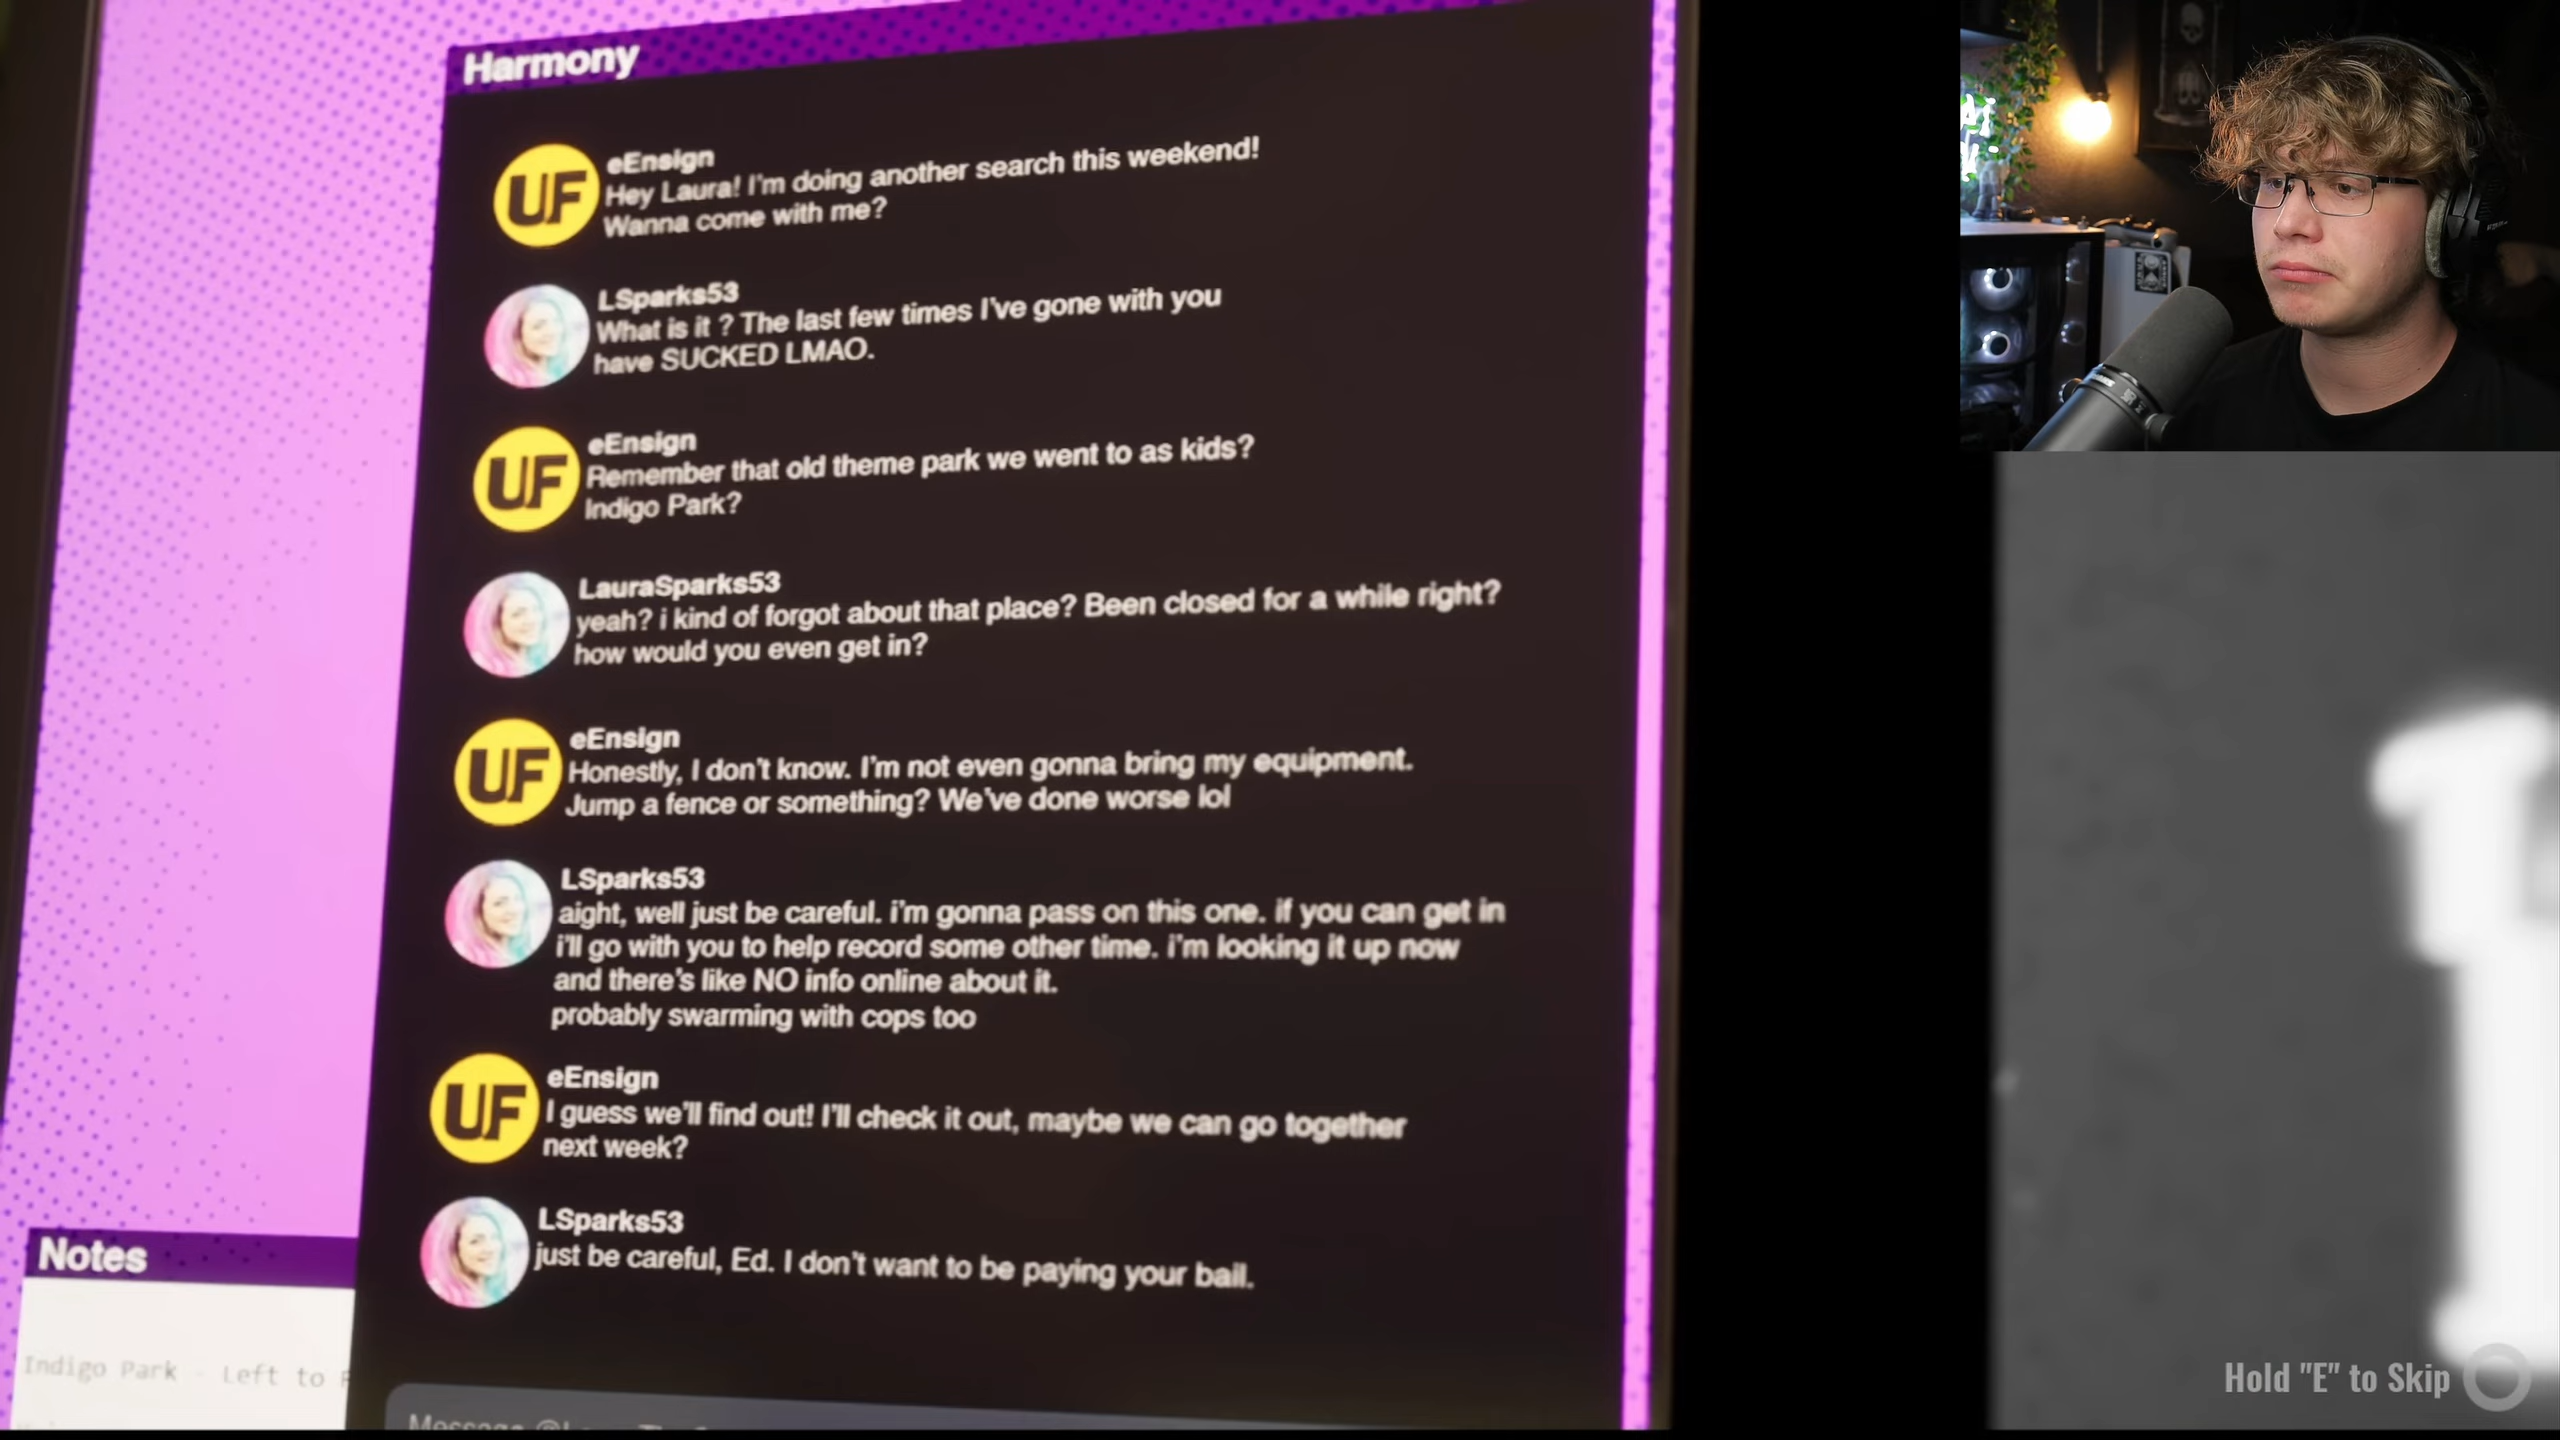 Harmony
eEnsign
Hey Laura! I'm doing another search this weekend!
Wanna come with me?
LSparks53
What is it ? The last few times I've gone with you
have SUCKED LMAO.
eEnsign
Remember that old theme park we went to as kids?
Indigo Park?
LauraSparks53
yeah? i kind of forgot about that place? Been closed for a while right?
how would you even get in?
eEnsign
Honestly, I don't know. I'm not even gonna bring my equipment.
Jump a fence or something? We've done worse lol
LSparks53
aight, well just be careful. i'm gonna pass on this one. if you can get in
i'll go with you to help record some other time. i'm looking it up now
and there's like NO info online about it.
probably swarming with cops too
eEnsign
I guess we'll find out! I'll check it out, maybe we can go together
next week?
LSparks53
just be careful, Ed. I don't want to be paying your bail.
UF
UF
UF
UF
Notes
Indigo Park - Left to
Message
Hold "E" to Skip